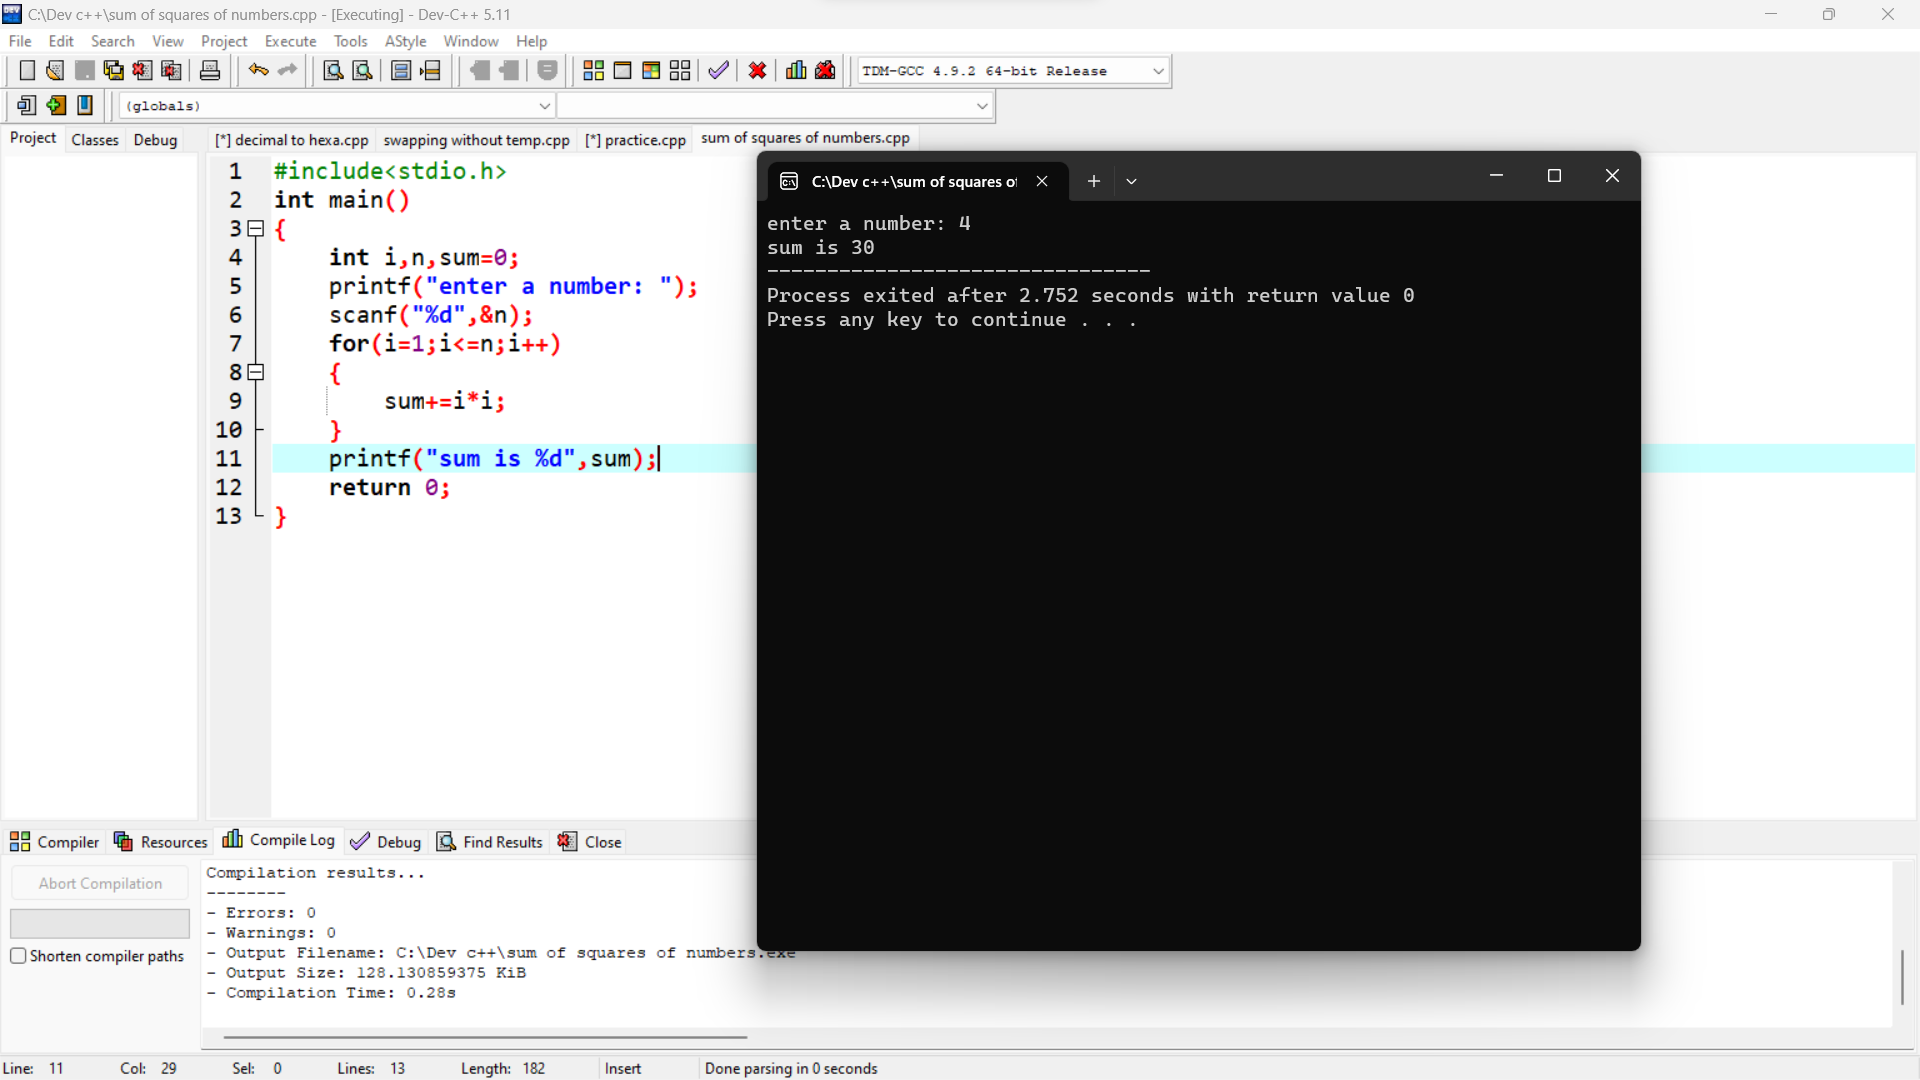 C:\Dev c++\sum of squares of numbers.cpp - [Executing] - Dev-C++ 5.11
File Edit Search View Project Execute Tools AStyle Window Help
TDM-GCC 4.9.2 64-bit Release
(globals)
Project Classes Debug
[*] decimal to hexa.cpp swapping without temp.cpp [*] practice.cpp sum of squares of numbers.cpp
1 #include<stdio.h>
2 int main()
3 {
4 int i,n,sum=0;
5 printf("enter a number: ");
6 scanf("%d",&n);
7 for(i=1;i<=n;i++)
8 {
9 sum+=i*i;
10 }
11 printf("sum is %d",sum);
12 return 0;
13 }
C:\Dev c++\sum of squares of
enter a number: 4
sum is 30
--------------------------------
Process exited after 2.752 seconds with return value 0
Press any key to continue . . .
Compiler Resources Compile Log Debug Find Results Close
Abort Compilation
Shorten compiler paths
Compilation results...
--------
- Errors: 0
- Warnings: 0
- Output Filename: C:\Dev c++\sum of squares of numbers.exe
- Output Size: 128.130859375 KiB
- Compilation Time: 0.28s
Line: 11 Col: 29 Sel: 0 Lines: 13 Length: 182 Insert Done parsing in 0 seconds